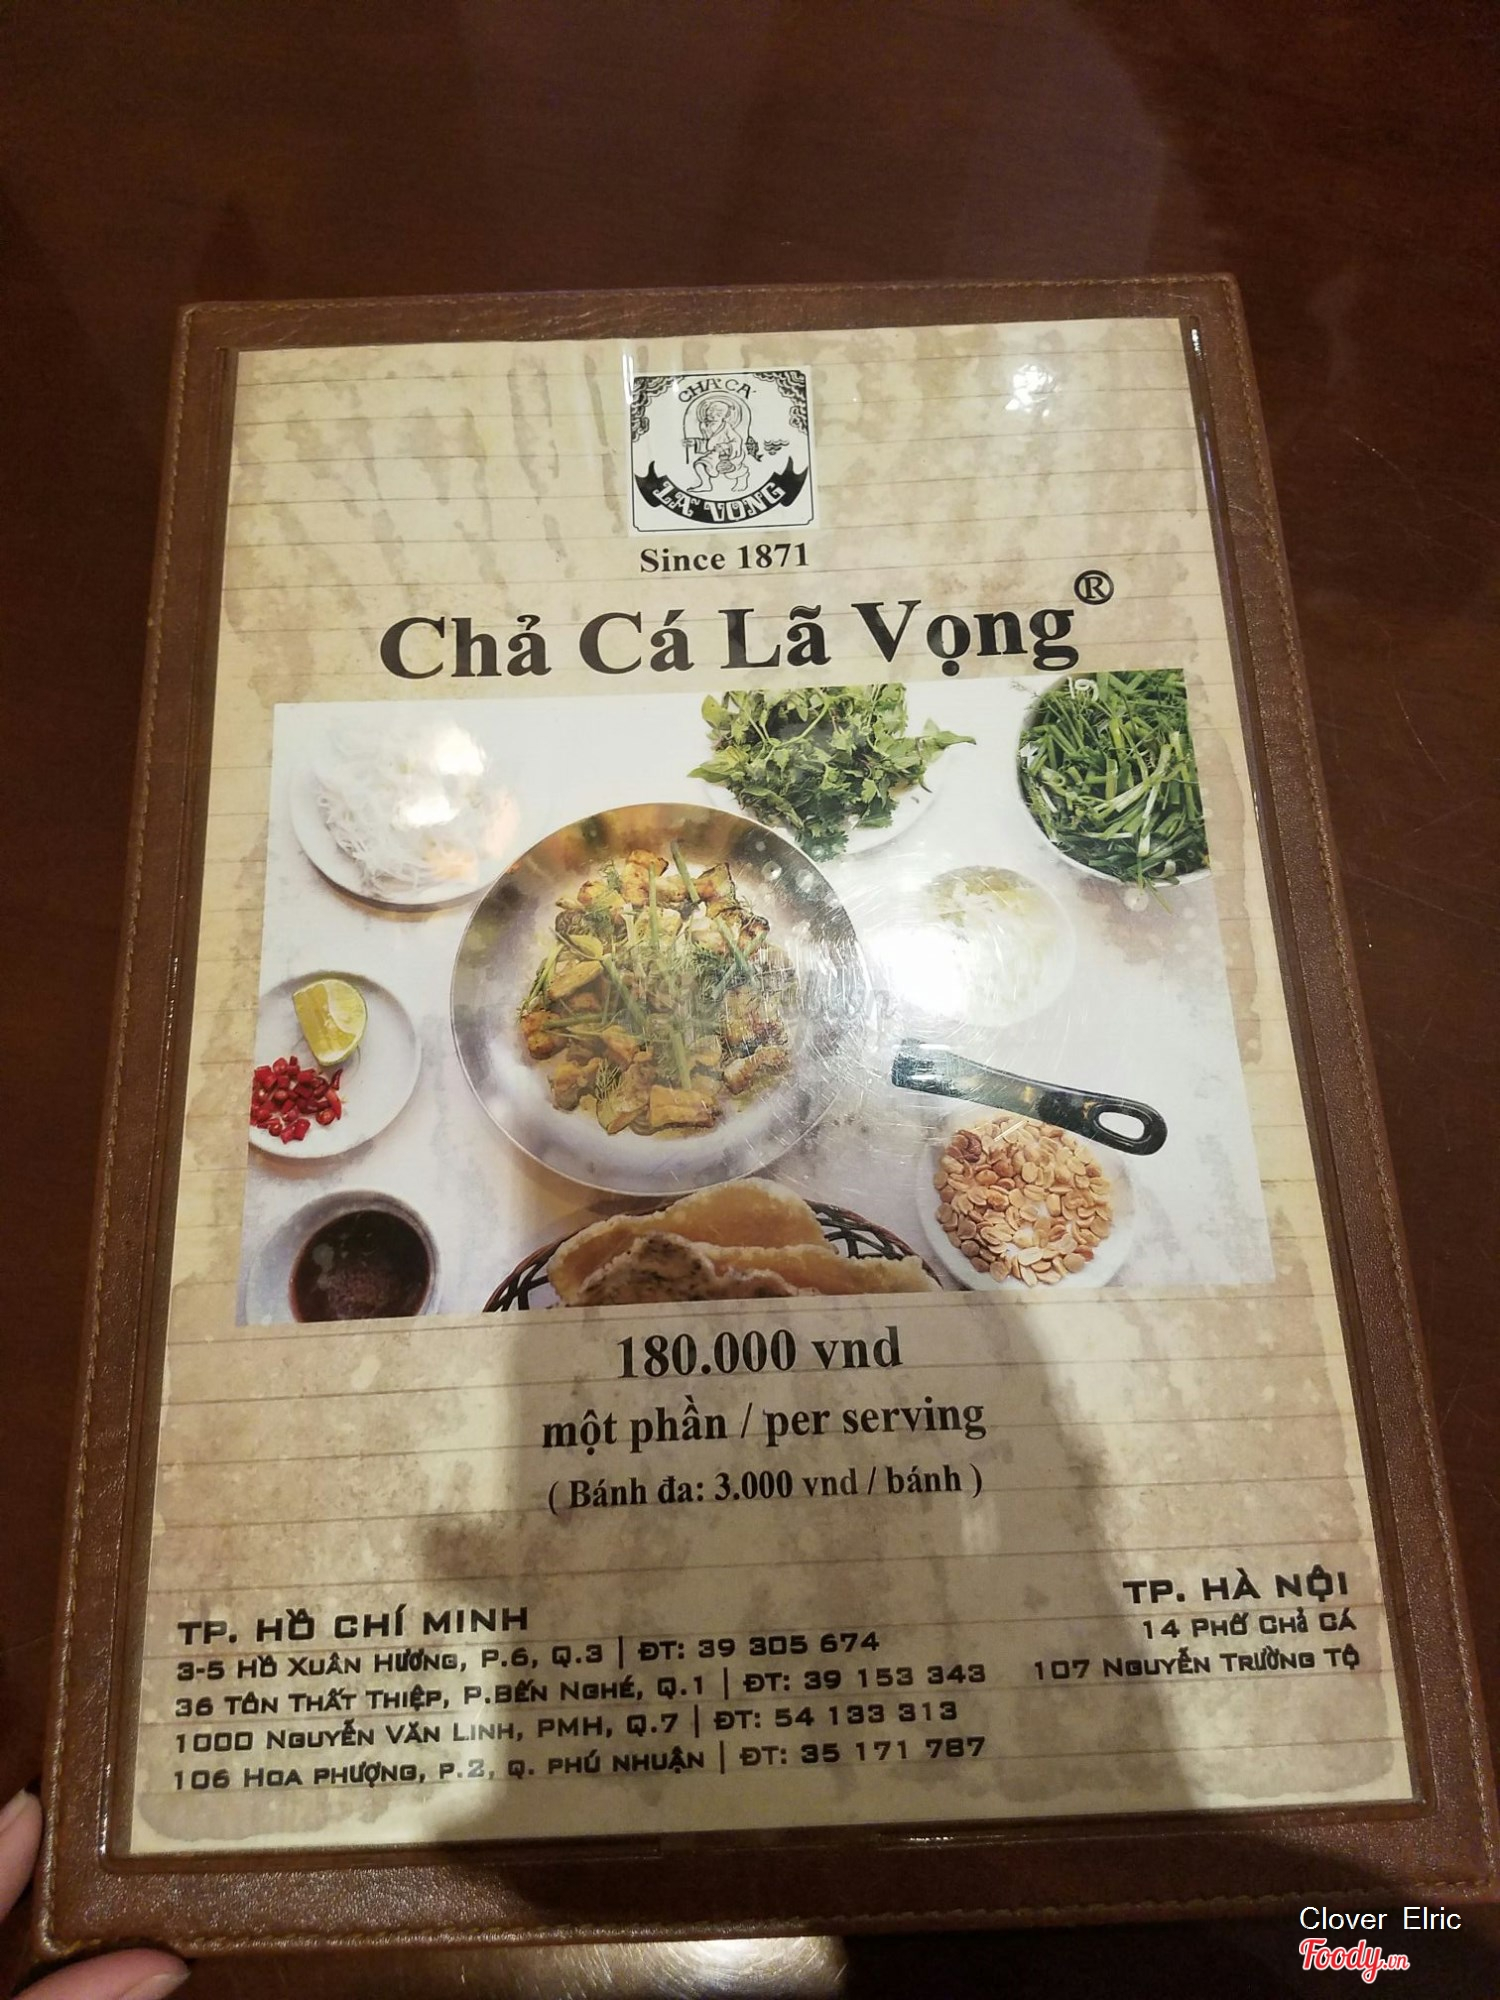 CHẢ CÁ
LÃ VỌNG
Since 1871
Chả Cá Lã Vọng®
180.000 vnd
một phần / per serving
( Bánh đa: 3.000 vnd / bánh )
TP. HỒ CHÍ MINH
3-5 HỒ XUÂN HƯƠNG, P.6, Q.3 | ĐT: 39 305 674
36 TÔN THẤT THIỆP, P.BẾN NGHÉ, Q.1 | ĐT: 39 153 343
1000 NGUYỄN VĂN LINH, PMH, Q.7 | ĐT: 54 133 313
106 HOA PHƯỢNG, P.2, Q. PHÚ NHUẬN | ĐT: 35 171 787
TP. HÀ NỘI
14 PHỐ CHẢ CÁ
107 NGUYỄN TRƯỜNG TỘ
Clover Elric
Foody.vn